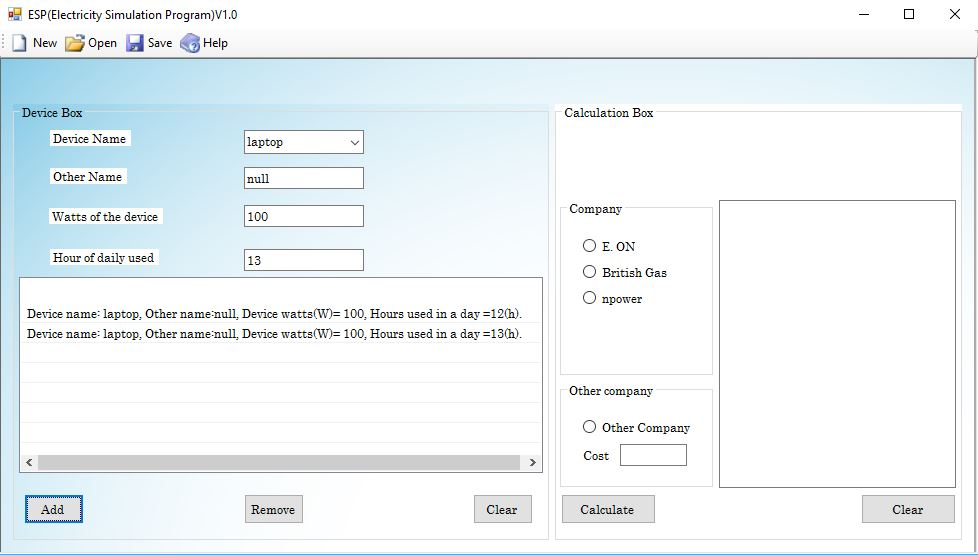 ESP(Electricity Simulation Program)V1.0
New Open Save Help
Device Box
Device Name
laptop
Other Name
null
Watts of the device
100
Hour of daily used
13
Device name: laptop, Other name:null, Device watts(W)= 100, Hours used in a day =12(h).
Device name: laptop, Other name:null, Device watts(W)= 100, Hours used in a day =13(h).
Add
Remove
Clear
Calculation Box
Company
E. ON
British Gas
npower
Other company
Other Company
Cost
Calculate
Clear